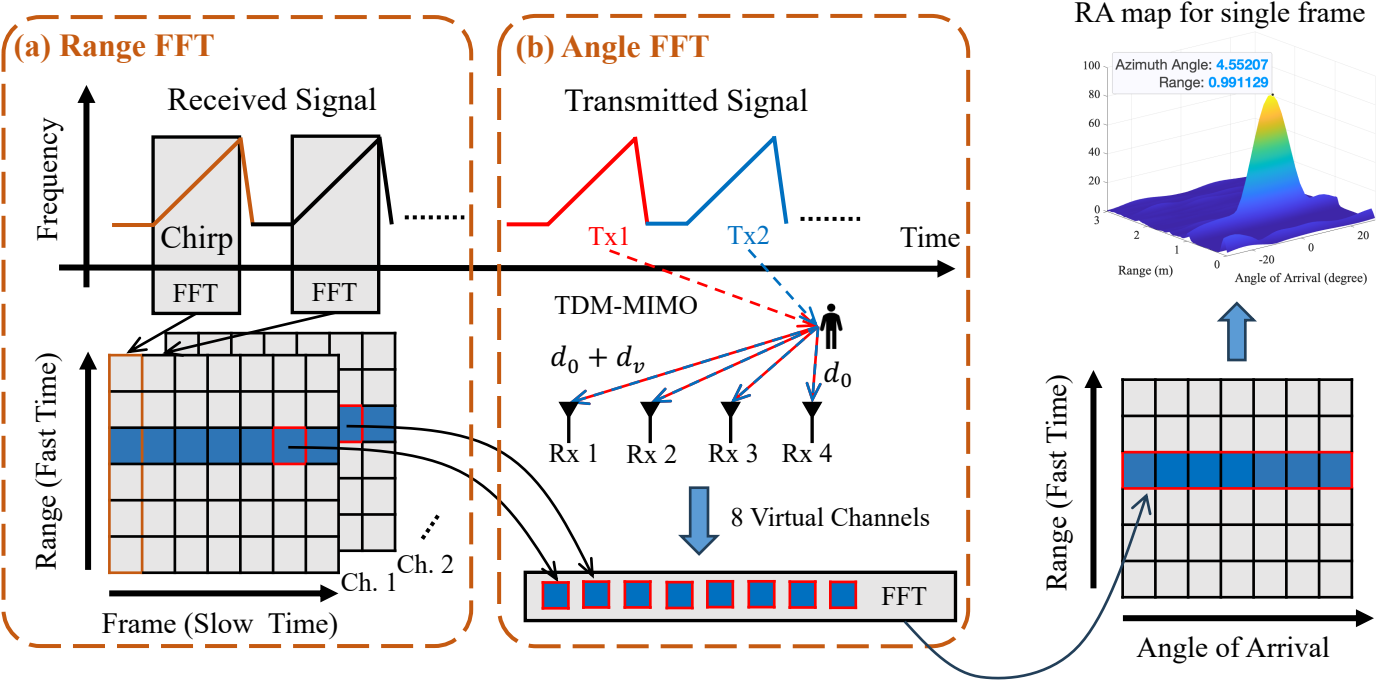 (a) Range FFT
Received Signal
Frequency
Chirp
FFT
FFT
Range (Fast Time)
Frame (Slow Time)
Ch. 1
Ch. 2
(b) Angle FFT
Transmitted Signal
Tx1
Tx2
Time
TDM-MIMO
d₀ + dᵥ
d₀
Rx 1
Rx 2
Rx 3
Rx 4
8 Virtual Channels
FFT
RA map for single frame
Azimuth Angle: 4.55207
Range: 0.991129
100
80
60
40
20
0
3
2
1
0
Range (m)
-20
0
20
Angle of Arrival (degree)
Range (Fast Time)
Angle of Arrival